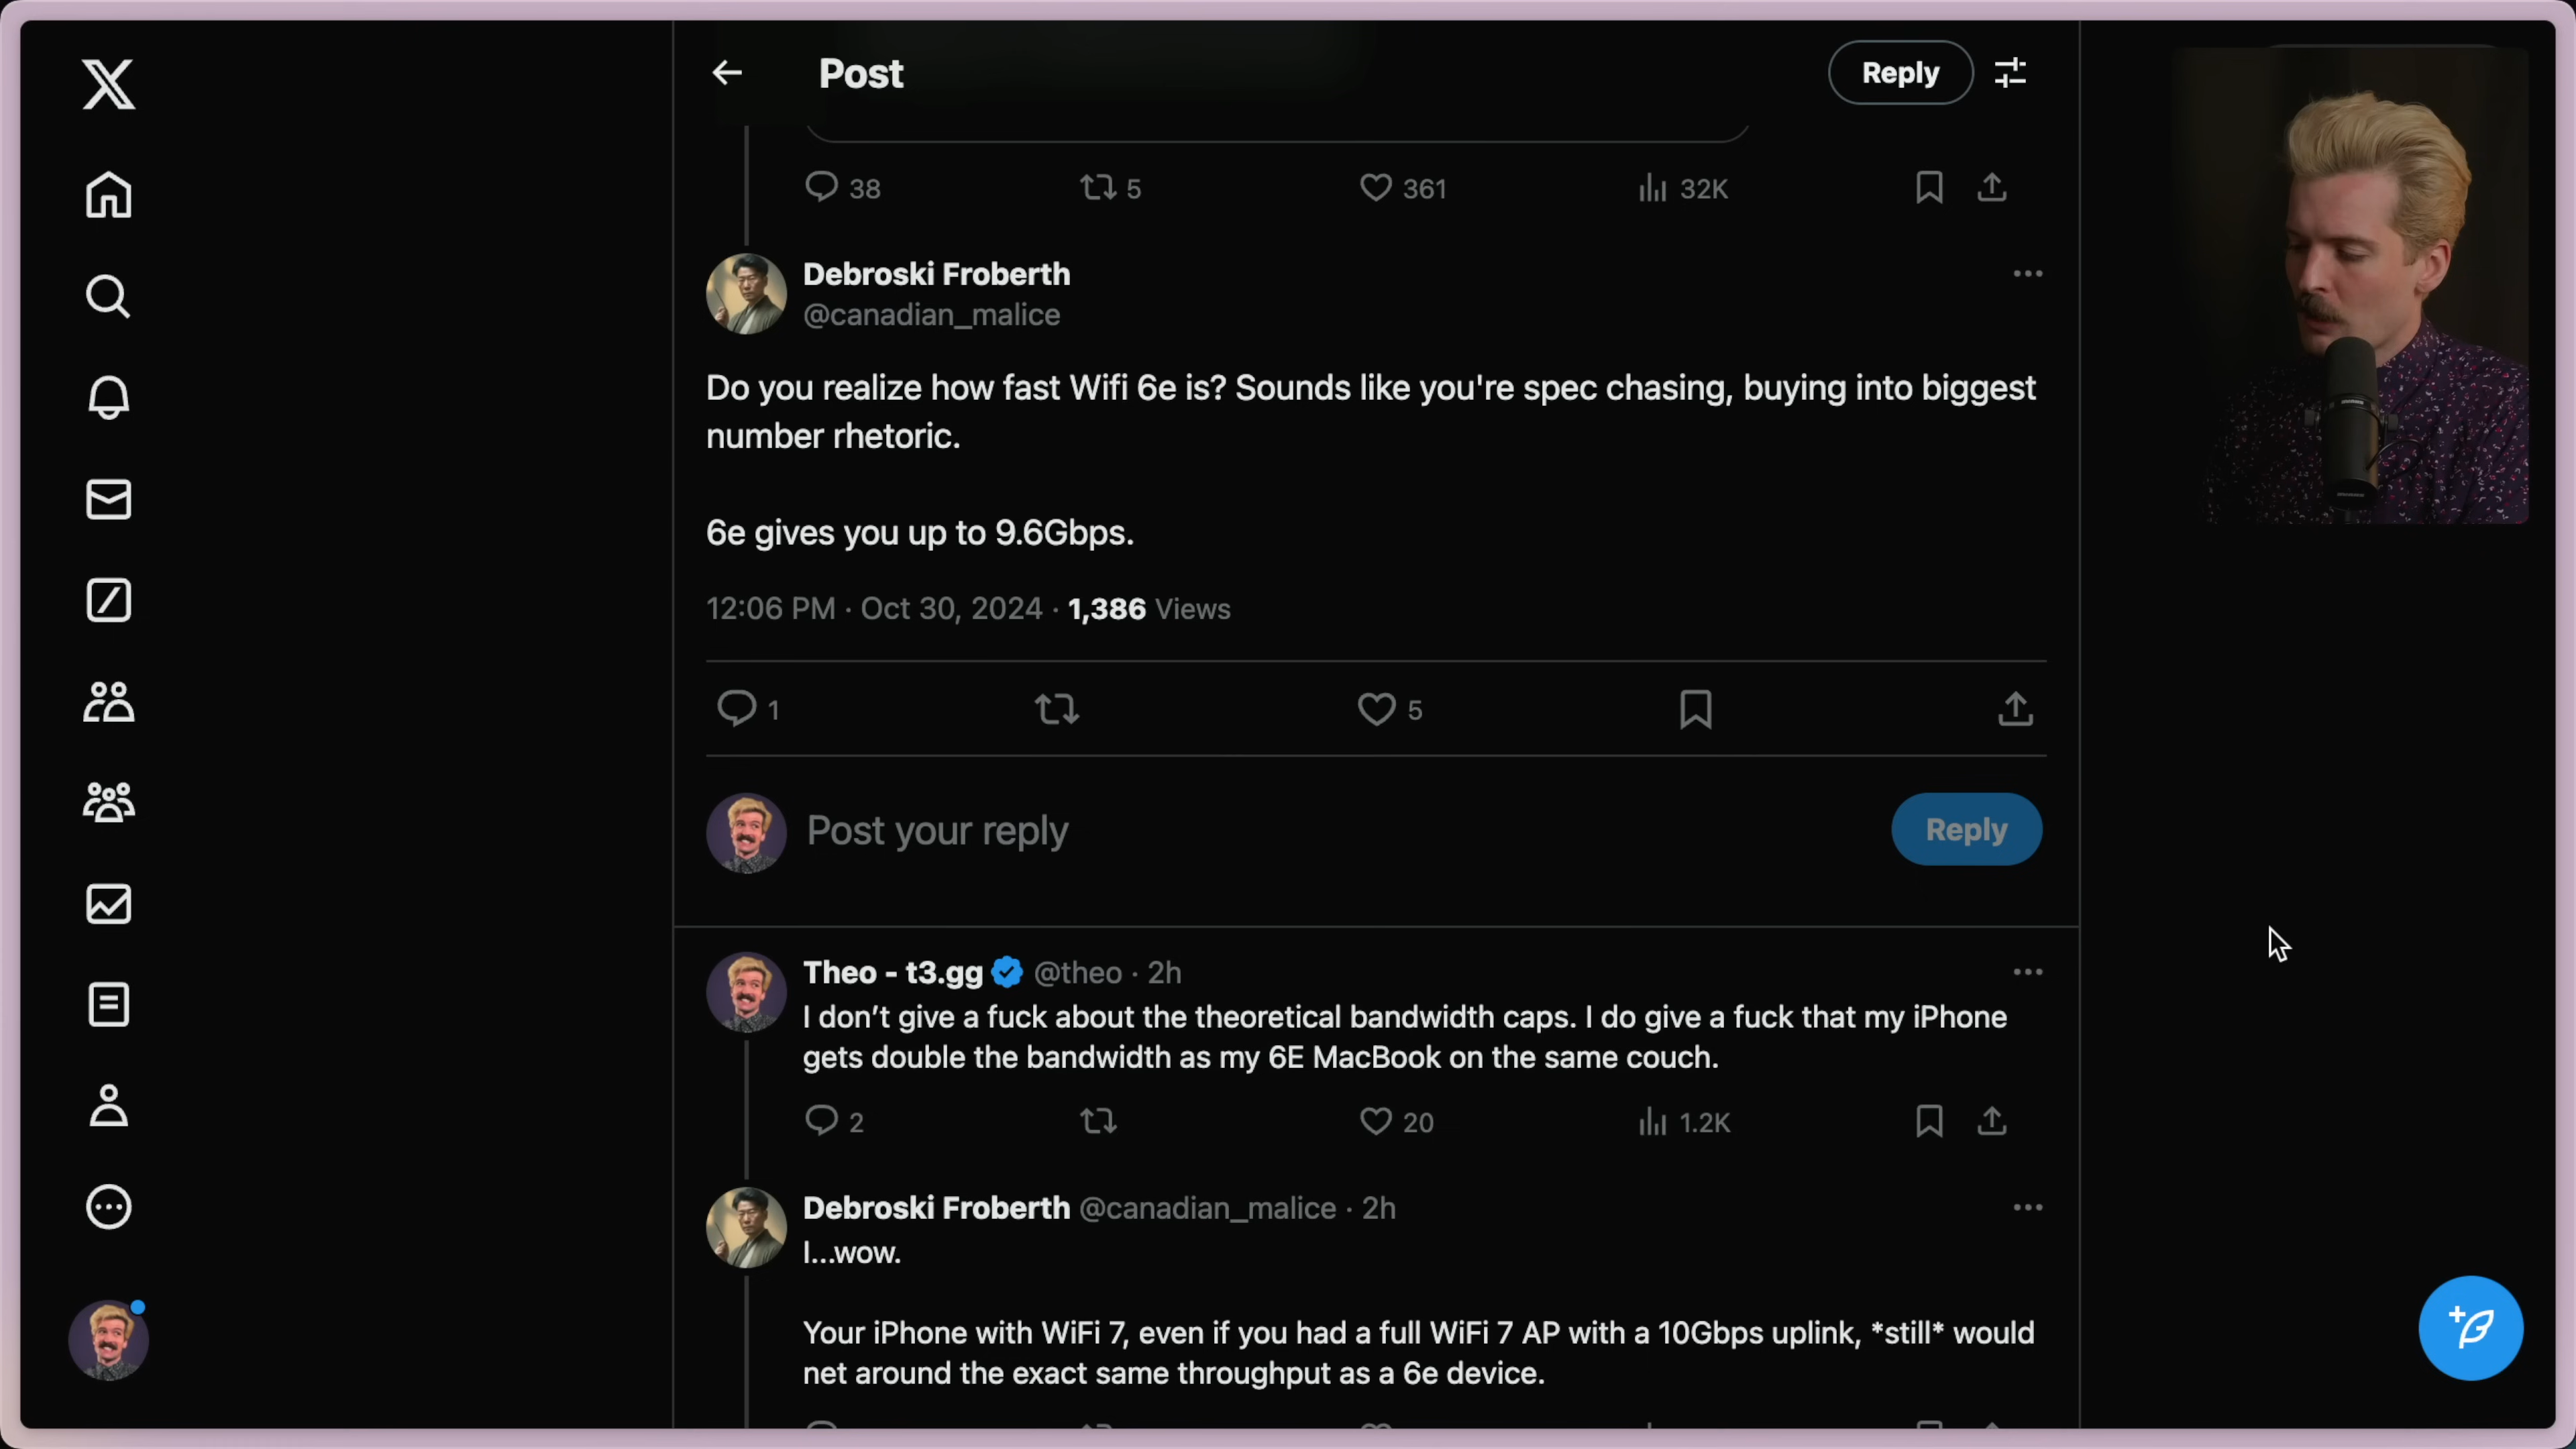 Post
Reply
38
5
361
32K
Debroski Froberth
@canadian_malice
Do you realize how fast Wifi 6e is? Sounds like you're spec chasing, buying into biggest
number rhetoric.
6e gives you up to 9.6Gbps.
12:06 PM · Oct 30, 2024 · 1,386 Views
1
5
Post your reply
Reply
Theo - t3.gg @theo · 2h
I don’t give a fuck about the theoretical bandwidth caps. I do give a fuck that my iPhone
gets double the bandwidth as my 6E MacBook on the same couch.
2
20
1.2K
Debroski Froberth @canadian_malice · 2h
I...wow.
Your iPhone with WiFi 7, even if you had a full WiFi 7 AP with a 10Gbps uplink, *still* would
net around the exact same throughput as a 6e device.